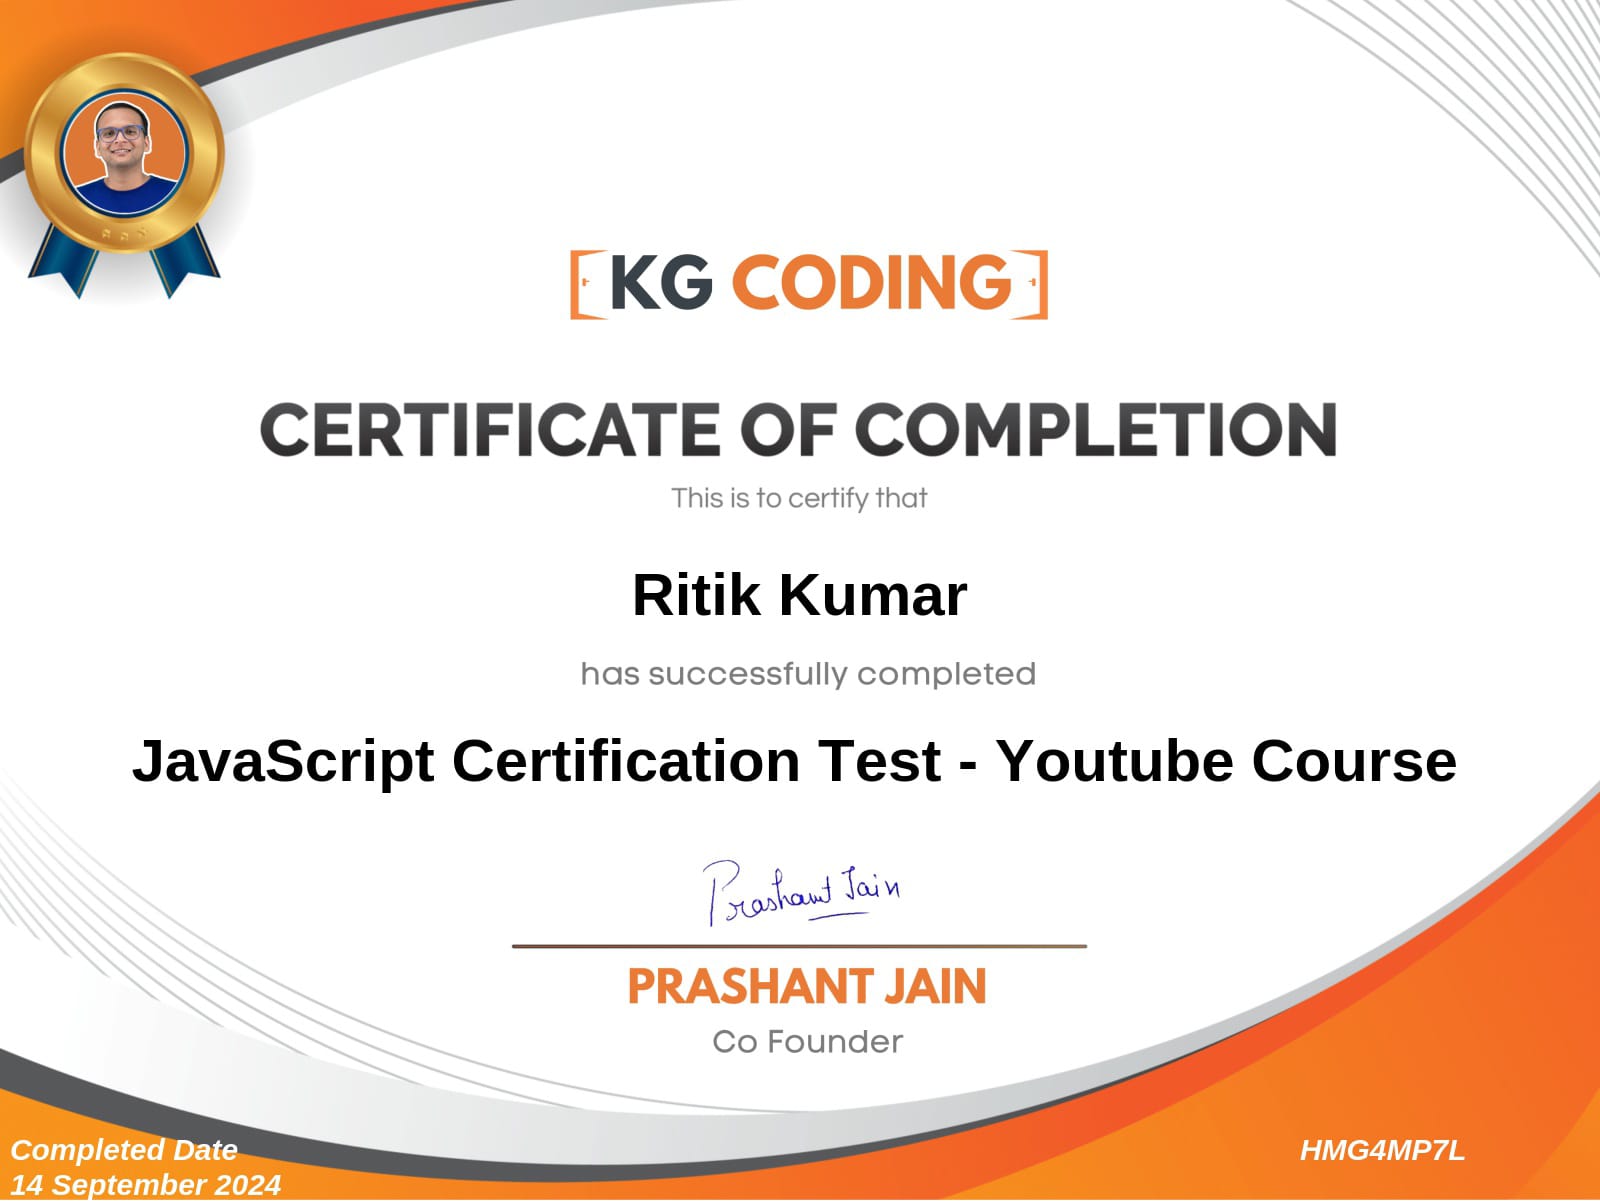 KG CODING
CERTIFICATE OF COMPLETION
This is to certify that
Ritik Kumar
has successfully completed
JavaScript Certification Test - Youtube Course
Prashant Jain
PRASHANT JAIN
Co Founder
Completed Date
14 September 2024
HMG4MP7L